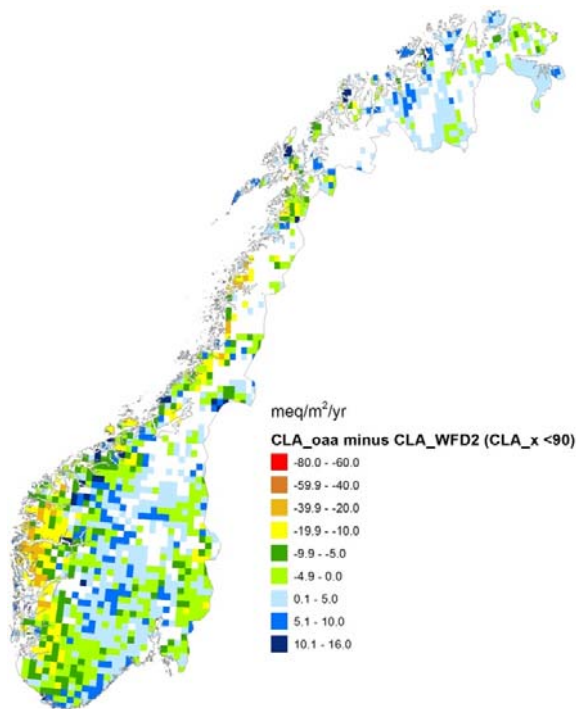 meq/m²/yr
CLA_oaa minus CLA_WFD2 (CLA_x <90)
-80.0 - -60.0
-59.9 - -40.0
-39.9 - -20.0
-19.9 - -10.0
-9.9 - -5.0
-4.9 - 0.0
0.1 - 5.0
5.1 - 10.0
10.1 - 16.0